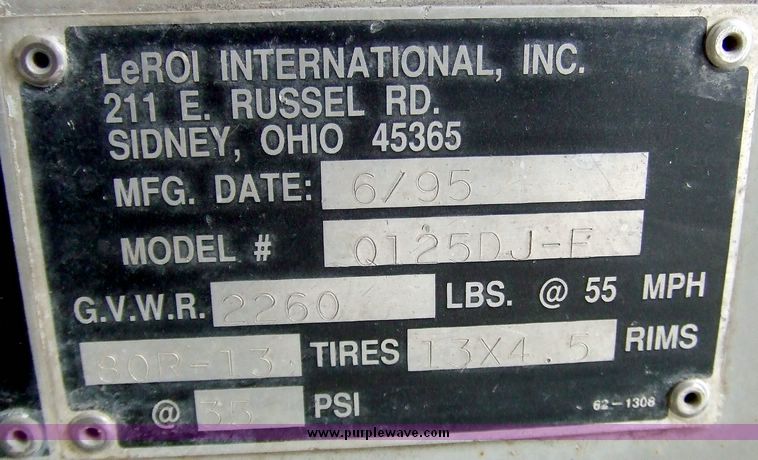 LeROI INTERNATIONAL, INC.
211 E. RUSSEL RD.
SIDNEY, OHIO 45365
MFG. DATE: 6/95
MODEL # Q125DJ-E
G.V.W.R. 2260 LBS. @ 55 MPH
80R-13 TIRES 13X4.5 RIMS
@ 35 PSI
62-1308
www.purplewave.com